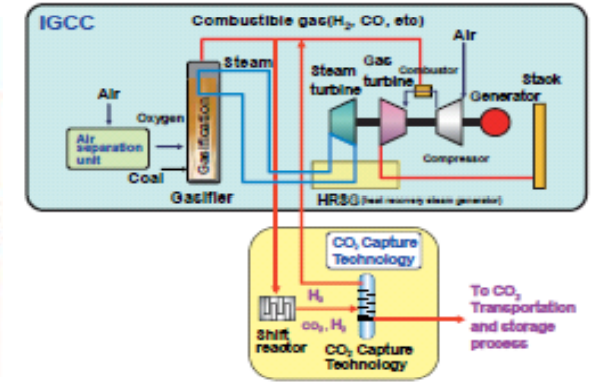 IGCC
Combustible gas(H₂, CO, etc)
Air
Steam
Steam
turbine
Gas
turbine
Combustor
Generator
Stack
Air
Oxygen
Air
separation
unit
Coal
Gasification
Gasifier
Compressor
HRSG(heat recovery steam generator)
CO₂ Capture
Technology
H₂
CO₂, H₂
Shift
reactor
CO₂ Capture
Technology
To CO₂
Transportation
and storage
process